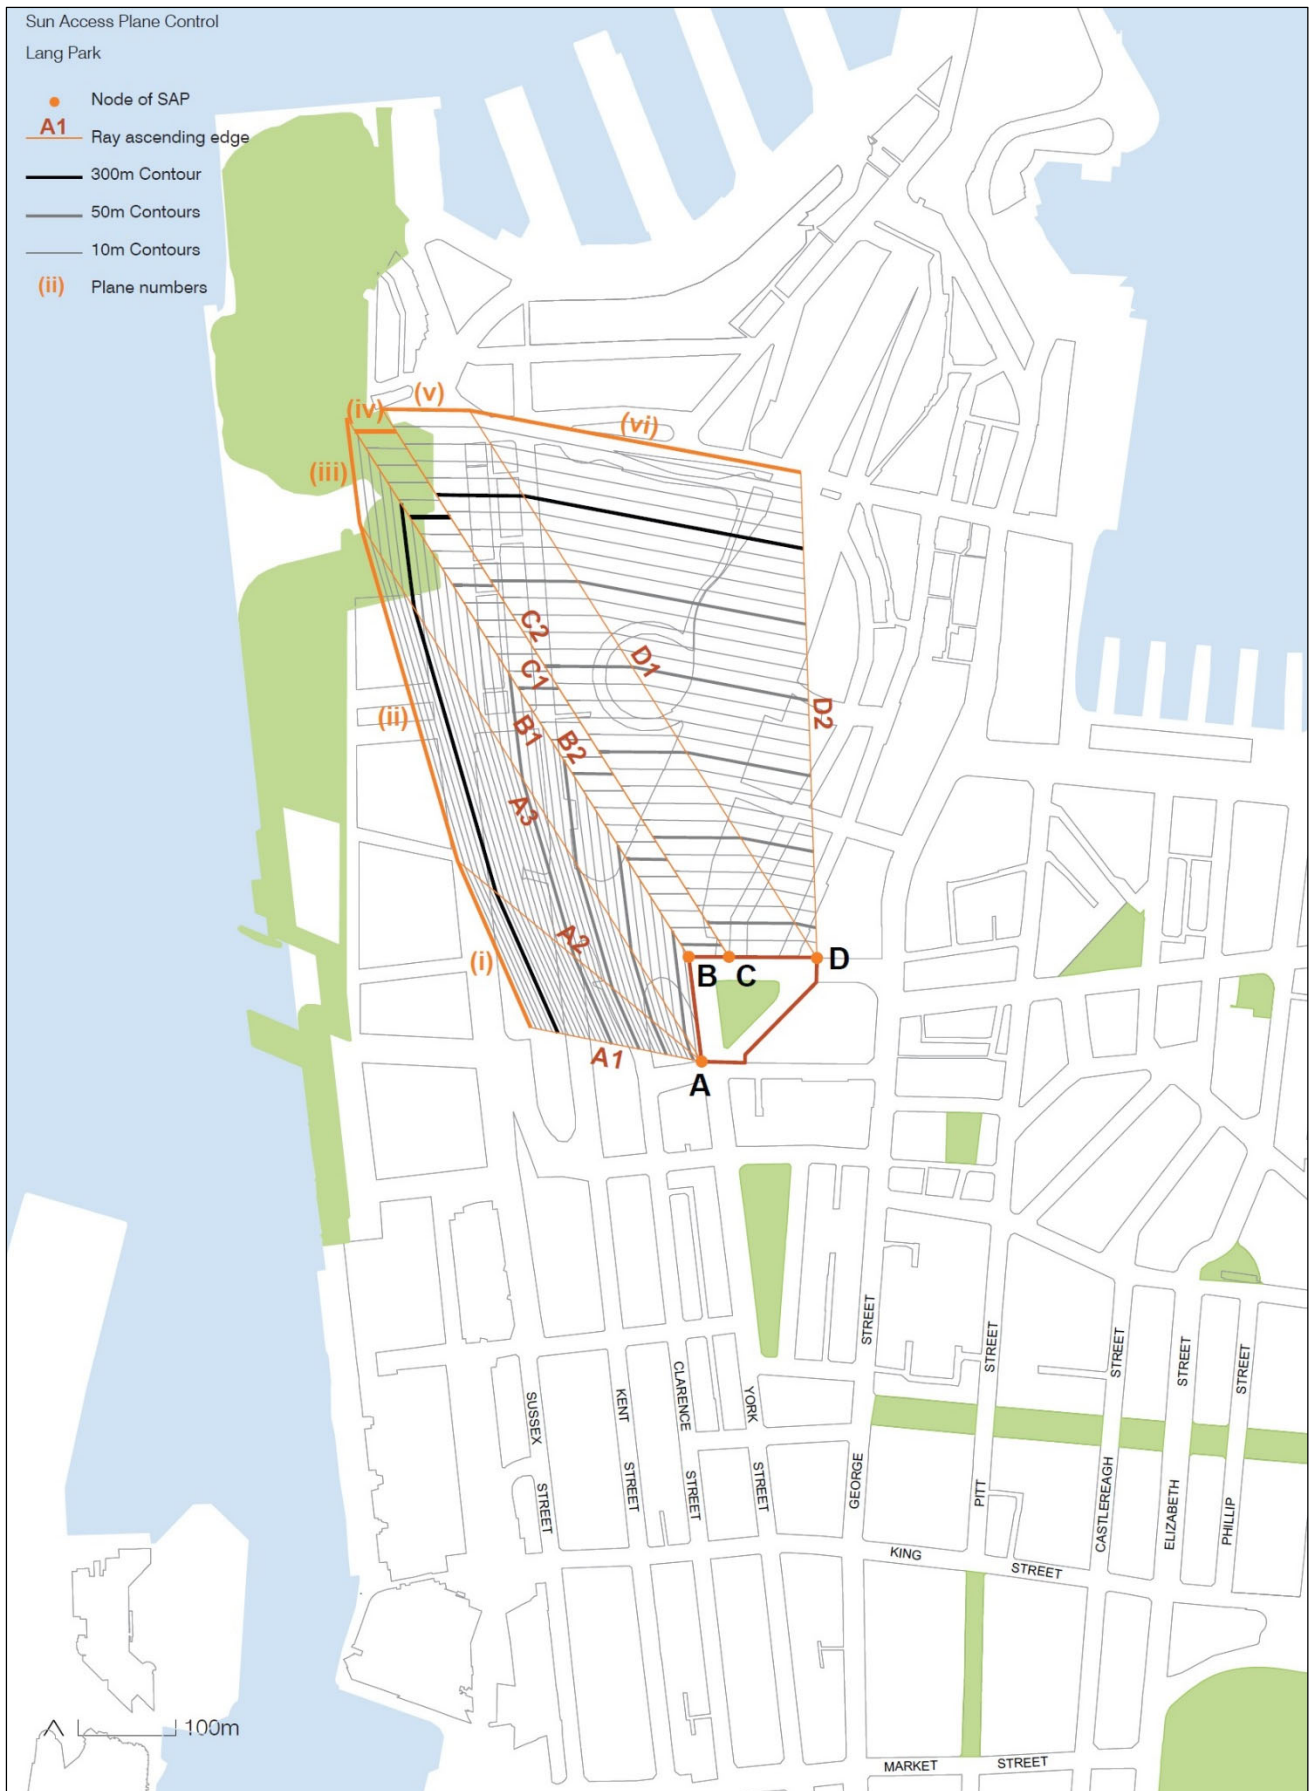 Sun Access Plane Control
Lang Park
Node of SAP
A1 Ray ascending edge
300m Contour
50m Contours
10m Contours
(ii) Plane numbers
(v)
(iv)
(vi)
(iii)
C2
D1
C1
(ii)
D2
B1
B2
A3
A2
(i)
B
C
D
A1
A
STREET
STREET
STREET
STREET
STREET
SUSSEX
KENT
CLARENCE
YORK
STREET
STREET
STREET
STREET
GEORGE
PITT
CASTLEREAGH
ELIZABETH
PHILLIP
KING
STREET
100m
MARKET
STREET